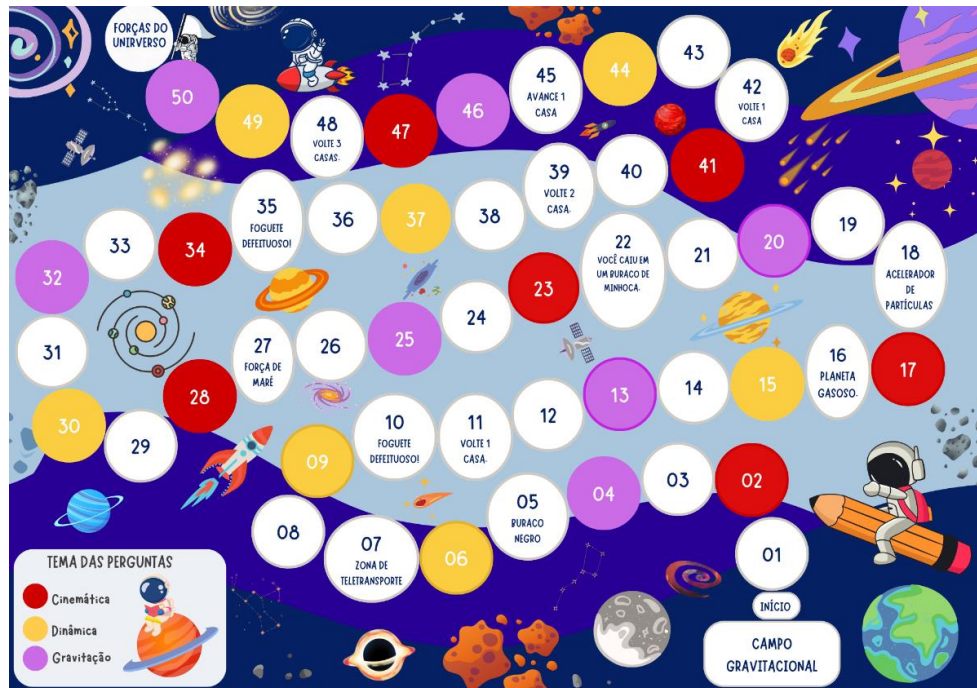 FORÇAS DO
UNIRVERSO
50
49
48
VOLTE 3
CASAS.
47
46
45
AVANCE 1
CASA
44
43
42
VOLTE 1
CASA
41
40
39
VOLTE 2
CASA.
38
37
36
35
FOGUETE
DEFEITUOSO!
34
33
32
31
30
29
28
27
FORÇA DE
MARÉ
26
25
24
23
22
VOCÊ CAIU EM
UM BURACO DE
MINHOCA.
21
20
19
18
ACELERADOR
DE
PARTÍCULAS
17
16
PLANETA
GASOSO.
15
14
13
12
11
VOLTE 1
CASA.
10
FOGUETE
DEFEITUOSO!
09
08
07
ZONA DE
TELETRANSPORTE
06
05
BURACO
NEGRO
04
03
02
01
INÍCIO
CAMPO
GRAVITACIONAL
TEMA DAS PERGUNTAS
Cinemática
Dinâmica
Gravitação